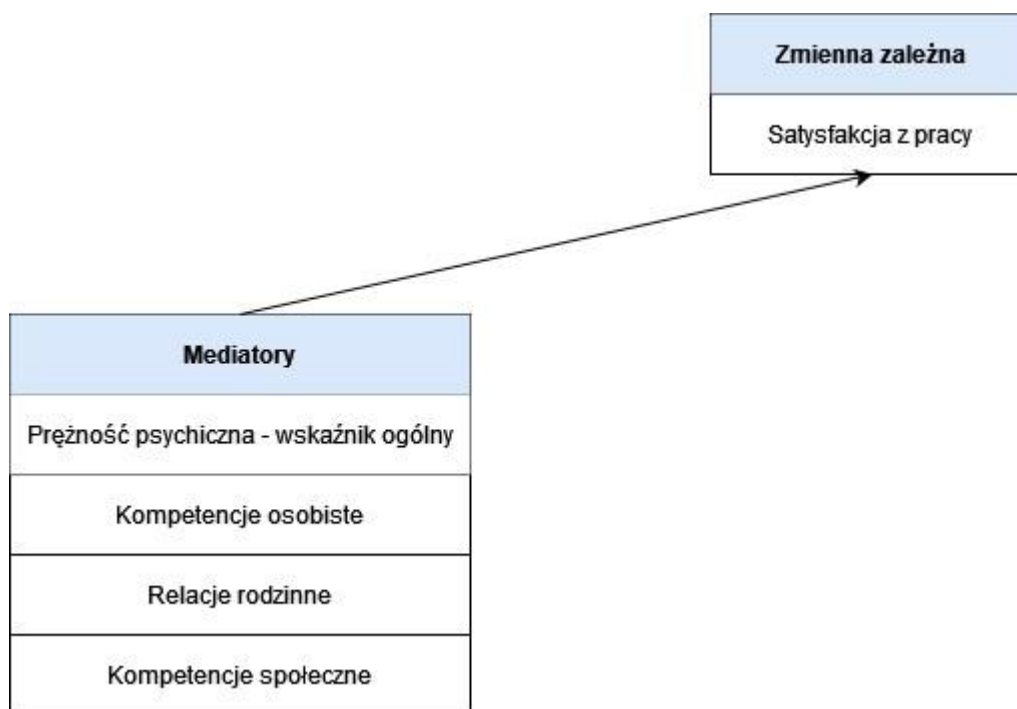 Zmienna zależna
Satysfakcja z pracy
Mediatory
Prężność psychiczna - wskaźnik ogólny
Kompetencje osobiste
Relacje rodzinne
Kompetencje społeczne